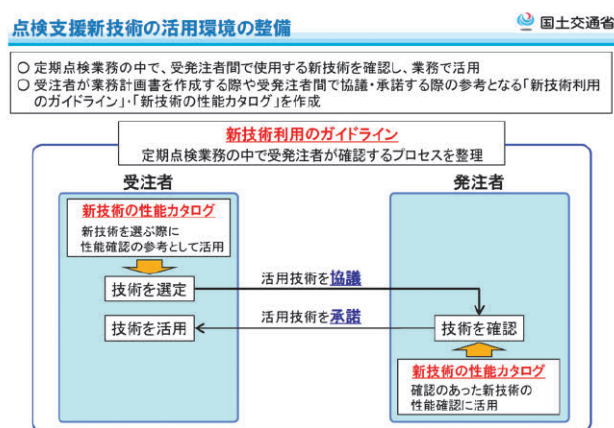 点検支援新技術の活用環境の整備
国土交通省
○ 定期点検業務の中で、受発注者間で使用する新技術を確認し、業務で活用
○ 受注者が業務計画書を作成する際や受発注者間で協議・承諾する際の参考となる「新技術利用
のガイドライン」・「新技術の性能カタログ」を作成
新技術利用のガイドライン
定期点検業務の中で受発注者が確認するプロセスを整理
受注者
発注者
新技術の性能カタログ
新技術を選ぶ際に
性能確認の参考として活用
技術を選定
活用技術を協議
技術を活用
活用技術を承諾
技術を確認
新技術の性能カタログ
確認のあった新技術の
性能確認に活用